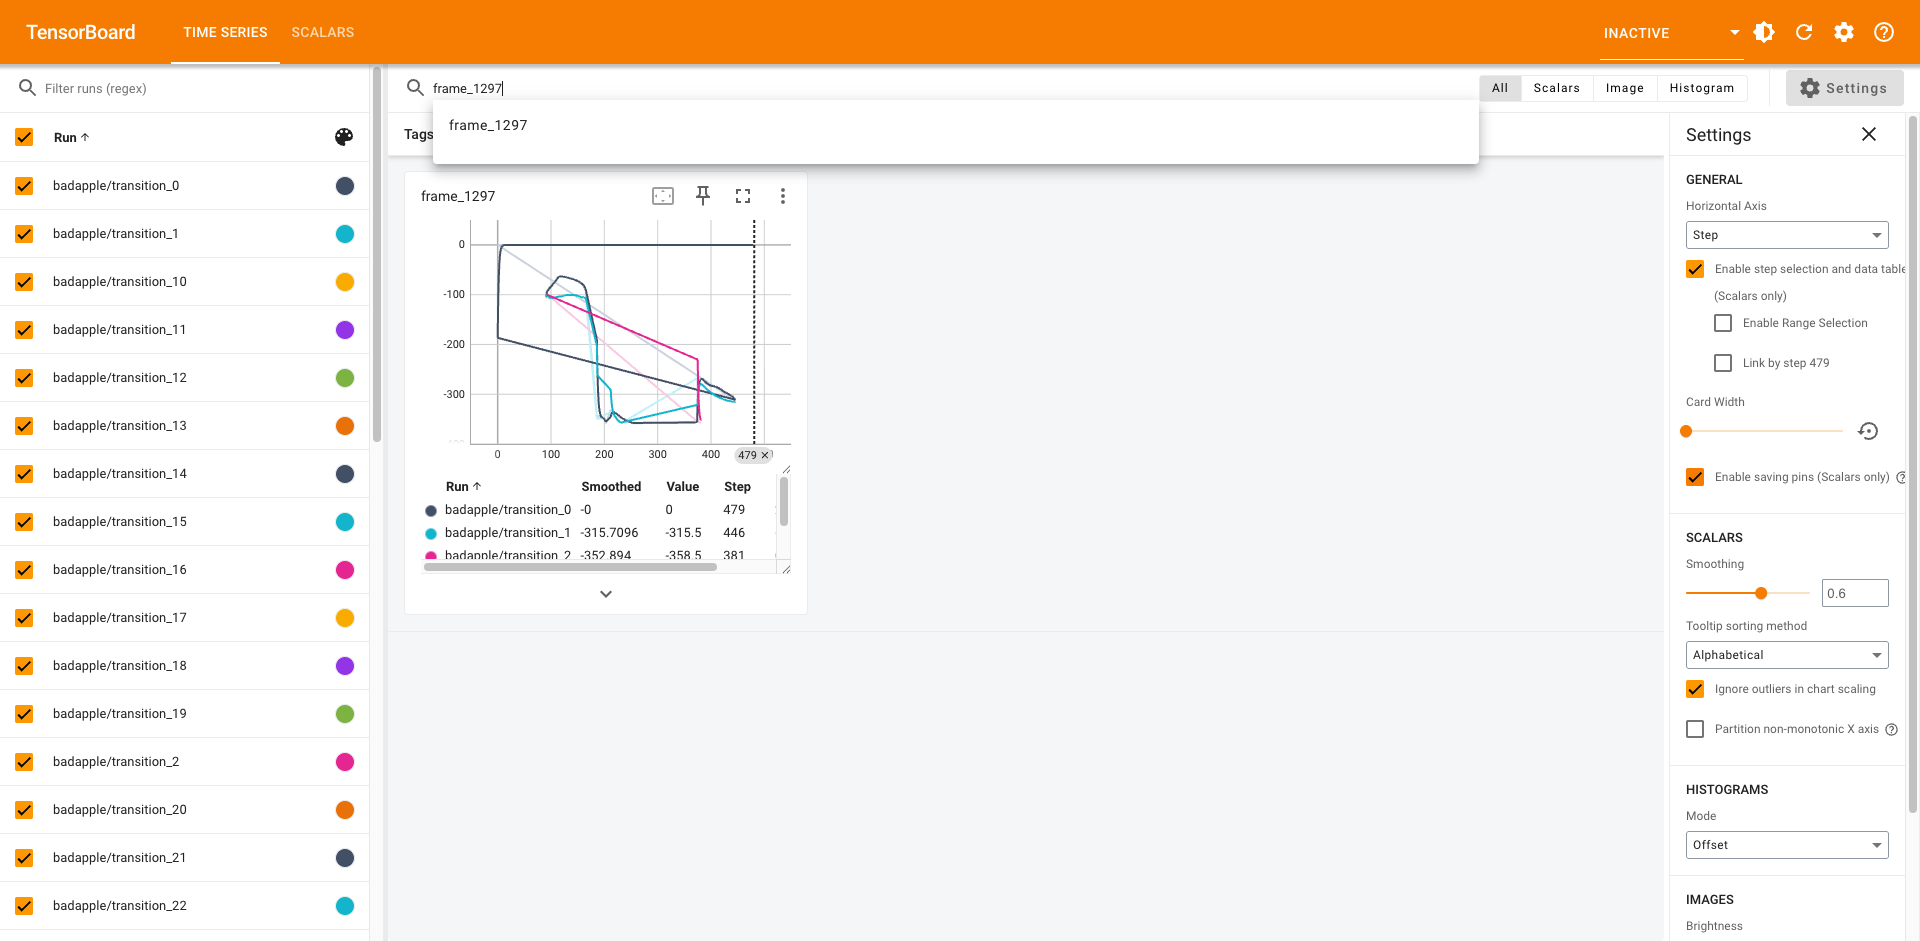 TensorBoard
TIME SERIES
SCALARS
INACTIVE
Filter runs (regex)
frame_1297
All
Scalars
Image
Histogram
Settings
frame_1297
Run
Tags
Settings
badapple/transition_0
badapple/transition_1
badapple/transition_10
badapple/transition_11
badapple/transition_12
badapple/transition_13
badapple/transition_14
badapple/transition_15
badapple/transition_16
badapple/transition_17
badapple/transition_18
badapple/transition_19
badapple/transition_2
badapple/transition_20
badapple/transition_21
badapple/transition_22
frame_1297
0
-100
-200
-300
0
100
200
300
400
479
Run Smoothed Value Step
badapple/transition_0 -0 0 479
badapple/transition_1 -315.7096 -315.5 446
badapple/transition_2 -352.894 -358.5 381
GENERAL
Horizontal Axis
Step
Enable step selection and data table
(Scalars only)
Enable Range Selection
Link by step 479
Card Width
Enable saving pins (Scalars only)
SCALARS
Smoothing
0.6
Tooltip sorting method
Alphabetical
Ignore outliers in chart scaling
Partition non-monotonic X axis
HISTOGRAMS
Mode
Offset
IMAGES
Brightness